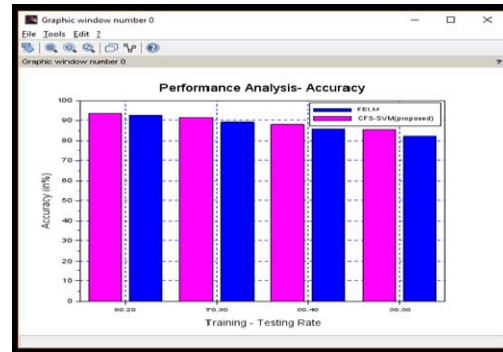 Graphic window number 0
File Tools Edit ?
Graphic window number 0 ?
Performance Analysis- Accuracy
100
90
80
70
60
50
40
30
20
10
0
Accuracy (in%)
FELM
CFS-SVM(proposed)
80.20
70.30
Training - Testing Rate